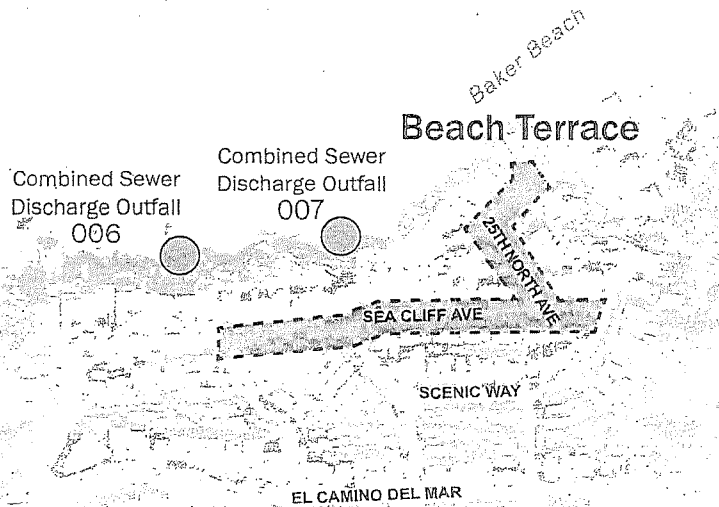 Baker Beach
Beach Terrace
Combined Sewer
Discharge Outfall
007
Combined Sewer
Discharge Outfall
006
25TH NORTH AVE
SEA CLIFF AVE
SCENIC WAY
EL CAMINO DEL MAR